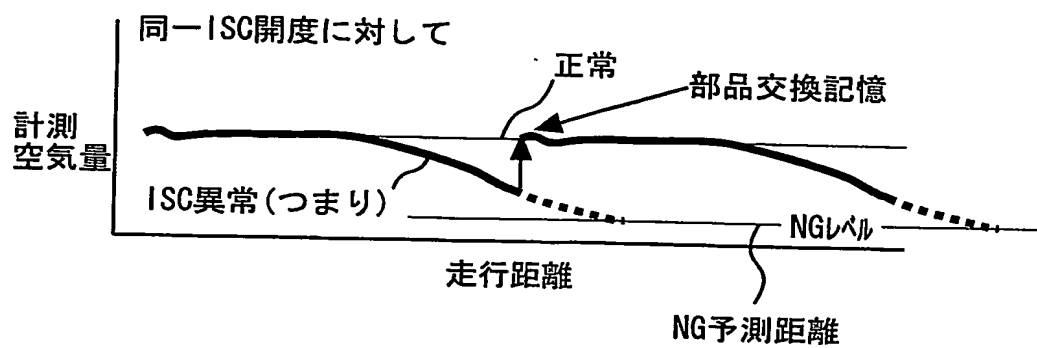 同一ISC開度に対して
正常
部品交換記憶
計測
空気量
ISC異常(つまり)
NGレベル
走行距離
NG予測距離